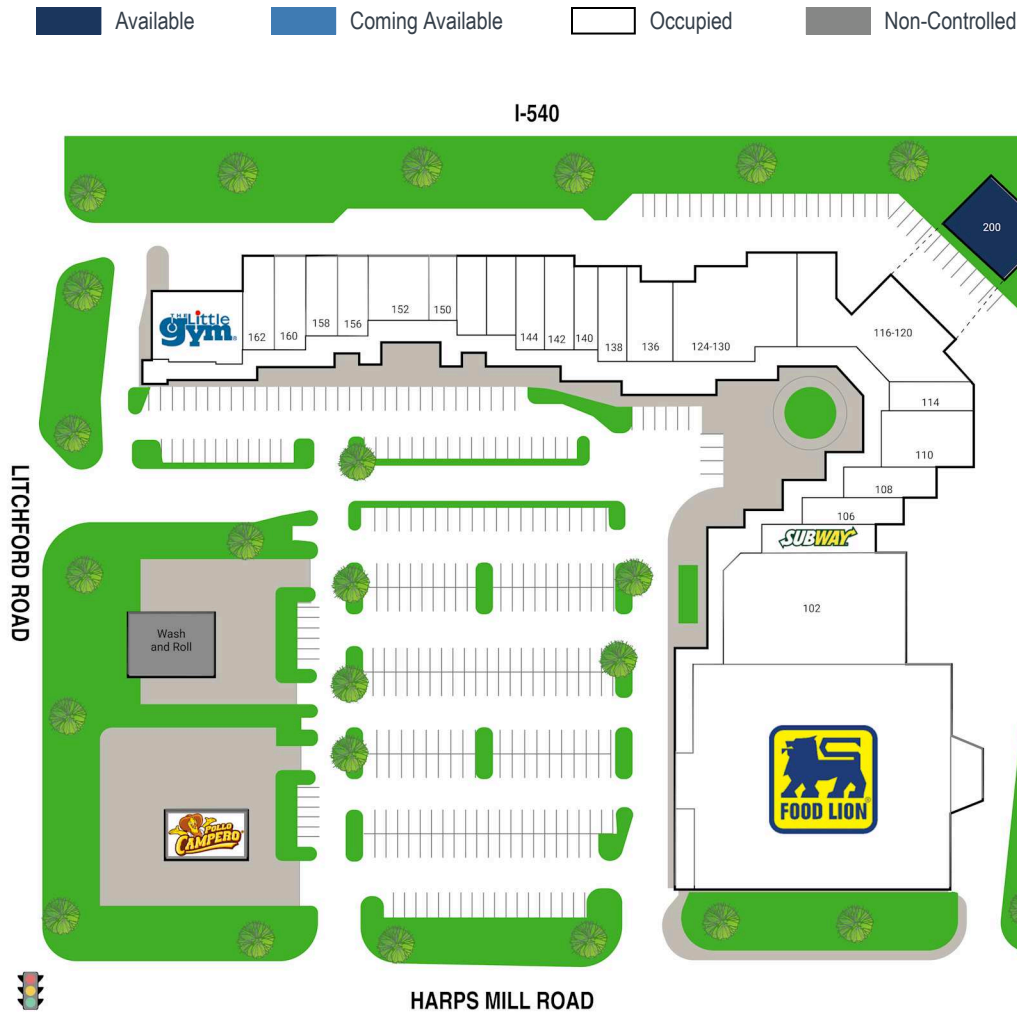 Available
Coming Available
Occupied
Non-Controlled
I-540
200
THE Little
gym
162
160
158
156
152
150
144
142
140
138
136
124-130
116-120
114
110
108
106
SUBWAY
102
LITCHFORD ROAD
Wash
and Roll
FOOD LION
POLLO
CAMPERO
HARPS MILL ROAD